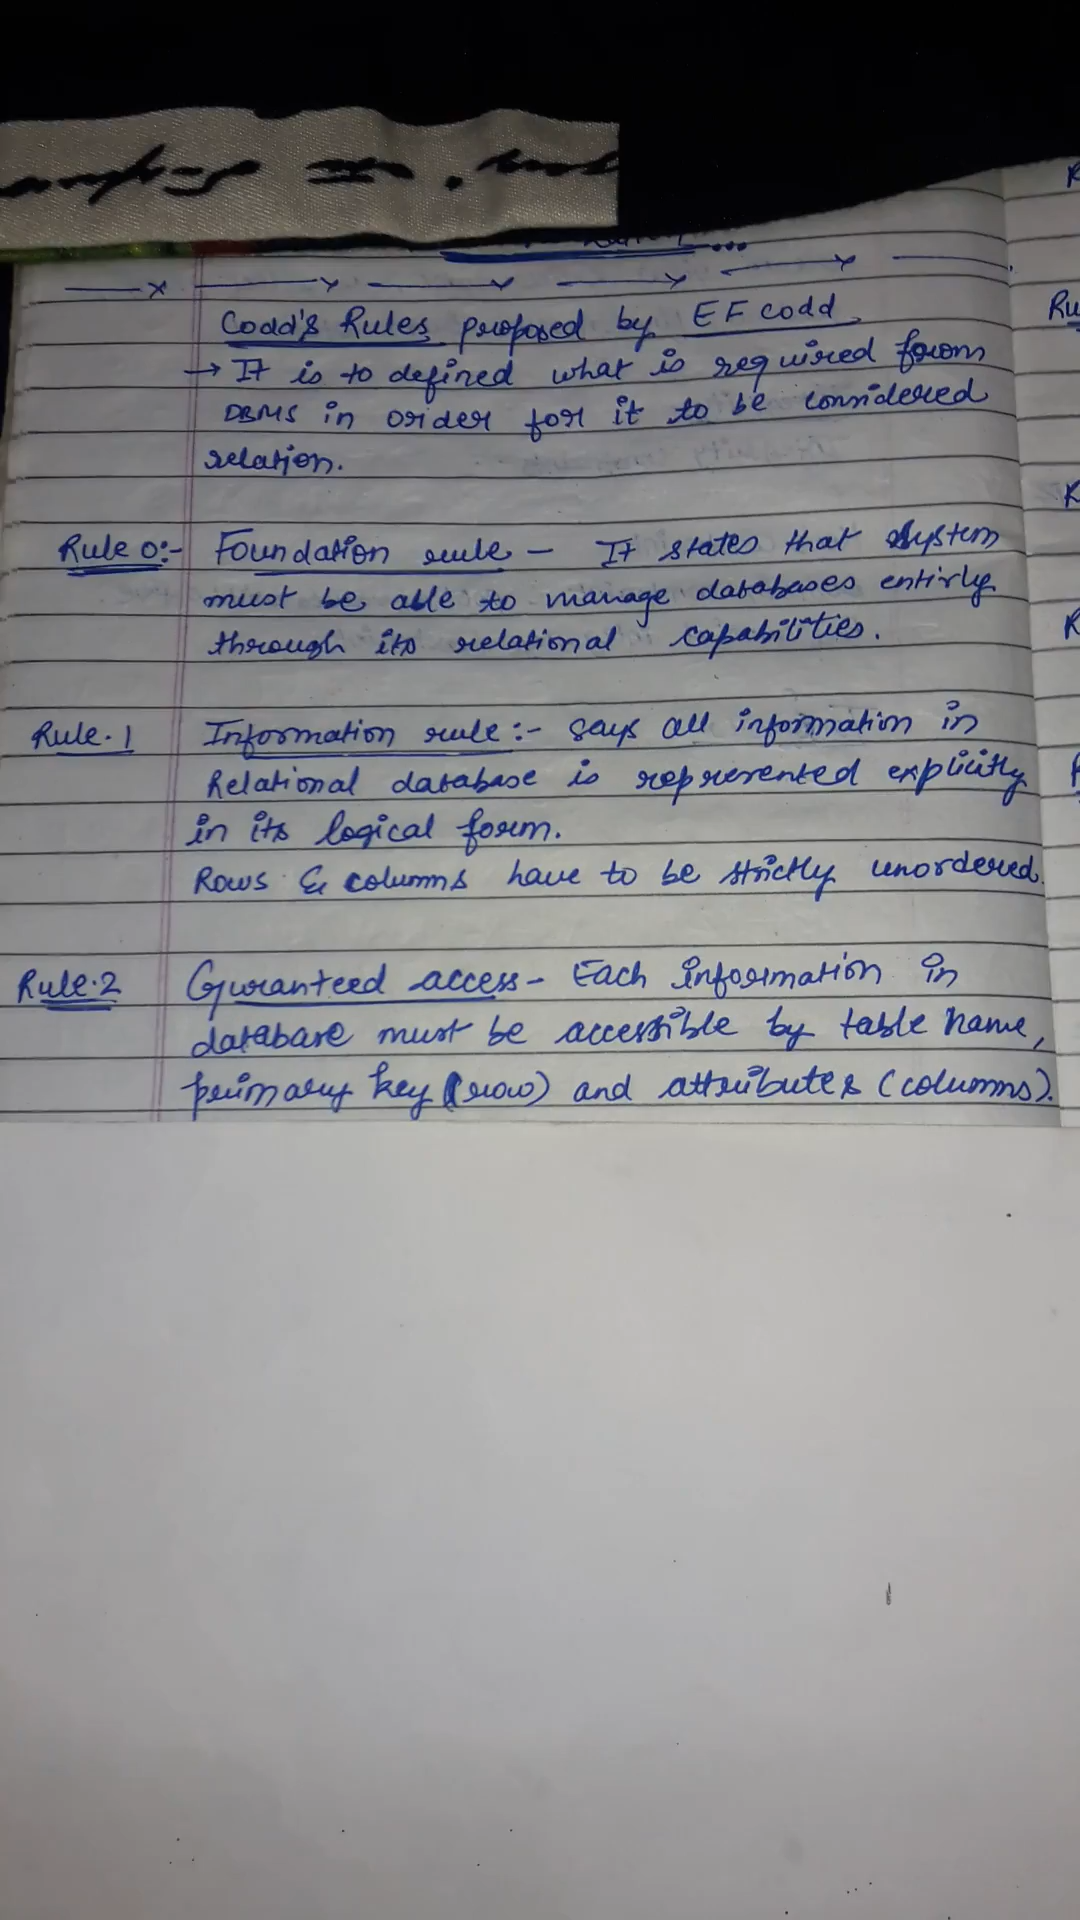 Codd's Rules proposed by EF codd
→ It is to defined what is required from
DBMS in order for it to be considered
relation.
Rule 0:- Foundation rule - It states that system
must be able to manage databases entirly
through its relational capabilities.
Rule.1 Information rule:- says all information in
Relational database is represented explicitly
in its logical form.
Rows & columns have to be strictly unordered.
Rule.2 Guranteed access - Each information in
database must be accessible by table name,
primary key (row) and attributes (columns).